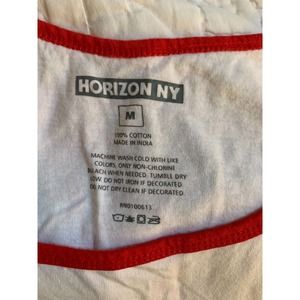 HORIZON NY
M
100% COTTON
MADE IN INDIA
MACHINE WASH COLD WITH LIKE
COLORS, ONLY NON-CHLORINE
BLEACH WHEN NEEDED. TUMBLE DRY
LOW. DO NOT IRON IF DECORATED
DO NOT DRY CLEAN IF DECORATED
RN0100613